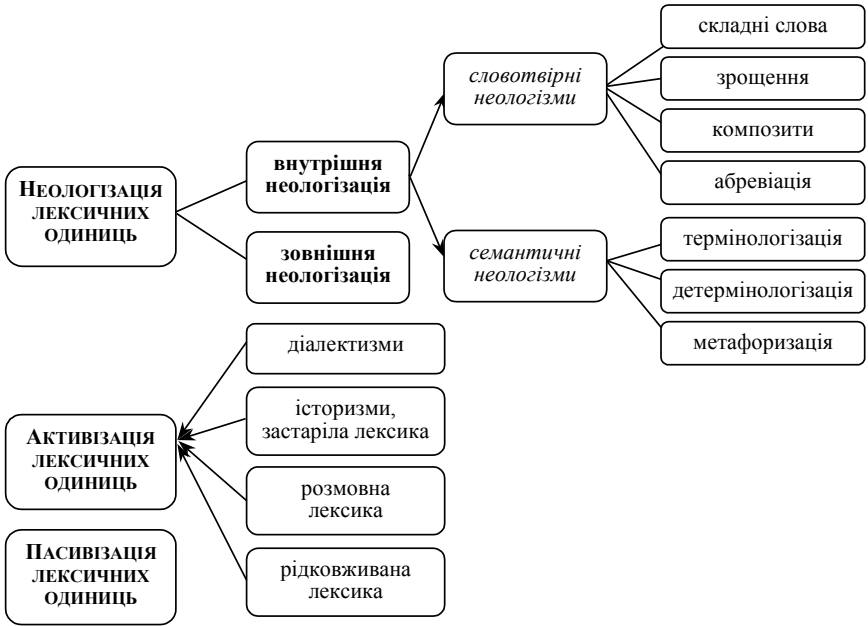 НЕОЛОГІЗАЦІЯ
ЛЕКСИЧНИХ
ОДИНИЦЬ
внутрішня
неологізація
зовнішня
неологізація
словотвірні
неологізми
складні слова
зрощення
композити
абревіація
семантичні
неологізми
термінологізація
детермінологізація
метафоризація
АКТИВІЗАЦІЯ
ЛЕКСИЧНИХ
ОДИНИЦЬ
діалектизми
історизми,
застаріла лексика
розмовна
лексика
рідковживана
лексика
ПАСИВІЗАЦІЯ
ЛЕКСИЧНИХ
ОДИНИЦЬ